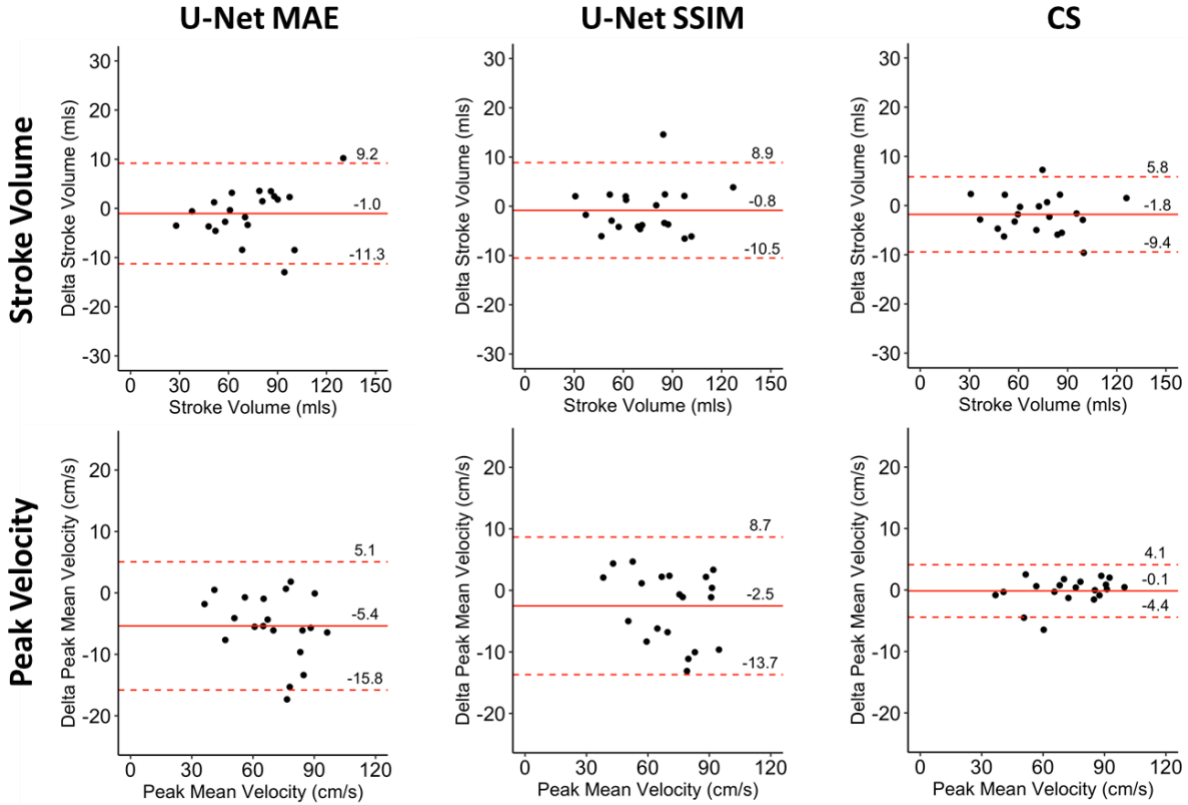 U-Net MAE
U-Net SSIM
CS
Stroke Volume
Delta Stroke Volume (mls)
30
20
10
0
-10
-20
-30
9.2
-1.0
-11.3
0 30 60 90 120 150
Stroke Volume (mls)
Delta Stroke Volume (mls)
30
20
10
0
-10
-20
-30
8.9
-0.8
-10.5
0 30 60 90 120 150
Stroke Volume (mls)
Delta Stroke Volume (mls)
30
20
10
0
-10
-20
-30
5.8
-1.8
-9.4
0 30 60 90 120 150
Stroke Volume (mls)
Peak Velocity
Delta Peak Mean Velocity (cm/s)
20
10
0
-10
-20
5.1
-5.4
-15.8
0 30 60 90 120
Peak Mean Velocity (cm/s)
Delta Peak Mean Velocity (cm/s)
20
10
0
-10
-20
8.7
-2.5
-13.7
0 30 60 90 120
Peak Mean Velocity (cm/s)
Delta Peak Mean Velocity (cm/s)
20
10
0
-10
-20
4.1
-0.1
-4.4
0 30 60 90 120
Peak Mean Velocity (cm/s)